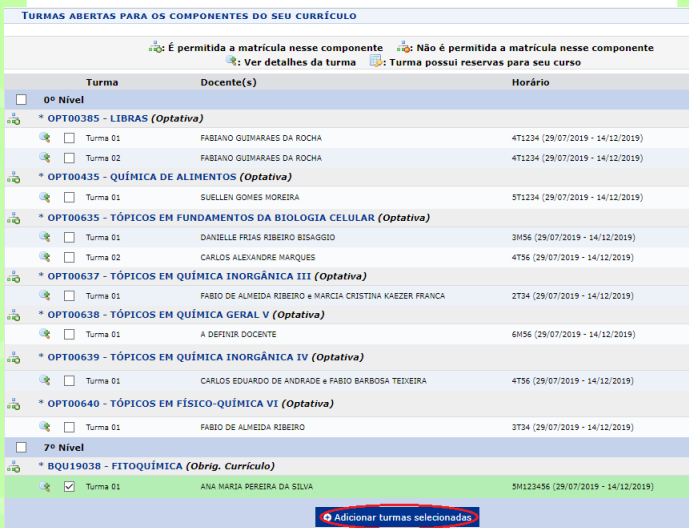 TURMAS ABERTAS PARA OS COMPONENTES DO SEU CURRÍCULO
: É permitida a matrícula nesse componente : Não é permitida a matrícula nesse componente
: Ver detalhes da turma : Turma possui reservas para seu curso
Turma Docente(s) Horário
0º Nível
* OPT00385 - LIBRAS (Optativa)
Turma 01 FABIANO GUIMARAES DA ROCHA 4T1234 (29/07/2019 - 14/12/2019)
Turma 02 FABIANO GUIMARAES DA ROCHA 4T1234 (29/07/2019 - 14/12/2019)
* OPT00435 - QUÍMICA DE ALIMENTOS (Optativa)
Turma 01 SUELLEN GOMES MOREIRA 5T1234 (29/07/2019 - 14/12/2019)
* OPT00635 - TÓPICOS EM FUNDAMENTOS DA BIOLOGIA CELULAR (Optativa)
Turma 01 DANIELLE FRIAS RIBEIRO BISAGGIO 3M56 (29/07/2019 - 14/12/2019)
Turma 02 CARLOS ALEXANDRE MARQUES 4T56 (29/07/2019 - 14/12/2019)
* OPT00637 - TÓPICOS EM QUÍMICA INORGÂNICA III (Optativa)
Turma 01 FABIO DE ALMEIDA RIBEIRO e MARCIA CRISTINA KAEZER FRANCA 2T34 (29/07/2019 - 14/12/2019)
* OPT00638 - TÓPICOS EM QUÍMICA GERAL V (Optativa)
Turma 01 A DEFINIR DOCENTE 6M56 (29/07/2019 - 14/12/2019)
* OPT00639 - TÓPICOS EM QUÍMICA INORGÂNICA IV (Optativa)
Turma 01 CARLOS EDUARDO DE ANDRADE e FABIO BARBOSA TEIXEIRA 4T56 (29/07/2019 - 14/12/2019)
* OPT00640 - TÓPICOS EM FÍSICO-QUÍMICA VI (Optativa)
Turma 01 FABIO DE ALMEIDA RIBEIRO 3T34 (29/07/2019 - 14/12/2019)
7º Nível
* BQU19038 - FITOQUÍMICA (Obrig. Currículo)
Turma 01 ANA MARIA PEREIRA DA SILVA 5M123456 (29/07/2019 - 14/12/2019)
Adicionar turmas selecionadas